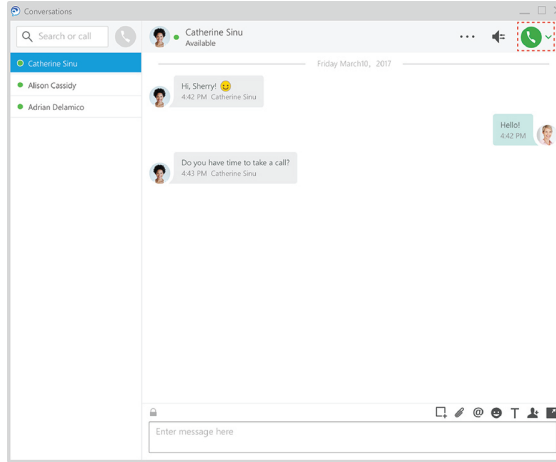 Conversations
Search or call
Catherine Sinu
Available
Catherine Sinu
Alison Cassidy
Adrian Delamico
Friday March10, 2017
Hi, Sherry!
4:42 PM Catherine Sinu
Hello!
4:42 PM
Do you have time to take a call?
4:43 PM Catherine Sinu
@
T
Enter message here